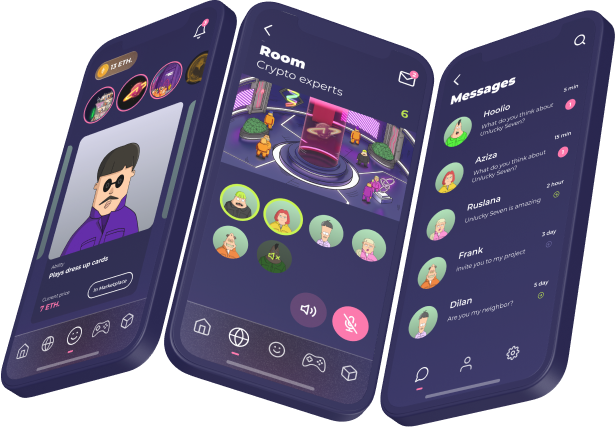 13 ETH.
Ability
Plays dress up cards
Current price
7 ETH.
In Marketplace
Room
Crypto experts
6
Messages
5 min
Hoolio
What do you think about
Unlucky Seven?
1
15 min
Aziza
What do you think about
Unlucky Seven?
1
2 hour
Ruslana
Unlucky Seven is amazing
3 day
Frank
Invite you to my project
5 day
Dilan
Are you my neighbor?